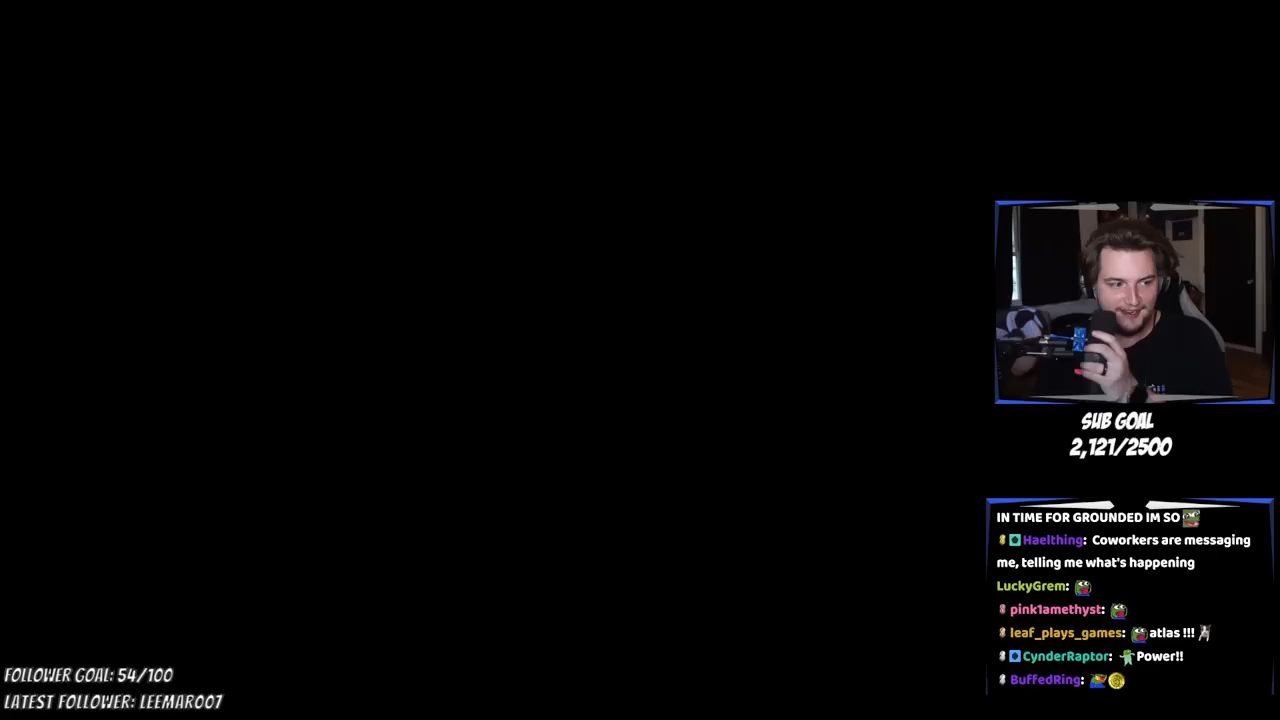 SUB GOAL
2,121/2500
IN TIME FOR GROUNDED IM SO
Haelthing: Coworkers are messaging
me, telling me what's happening
LuckyGrem:
pink1amethyst:
leaf_plays_games: atlas !!!
CynderRaptor: Power!!
BuffedRing:
FOLLOWER GOAL: 54/100
LATEST FOLLOWER: LEEMAR007